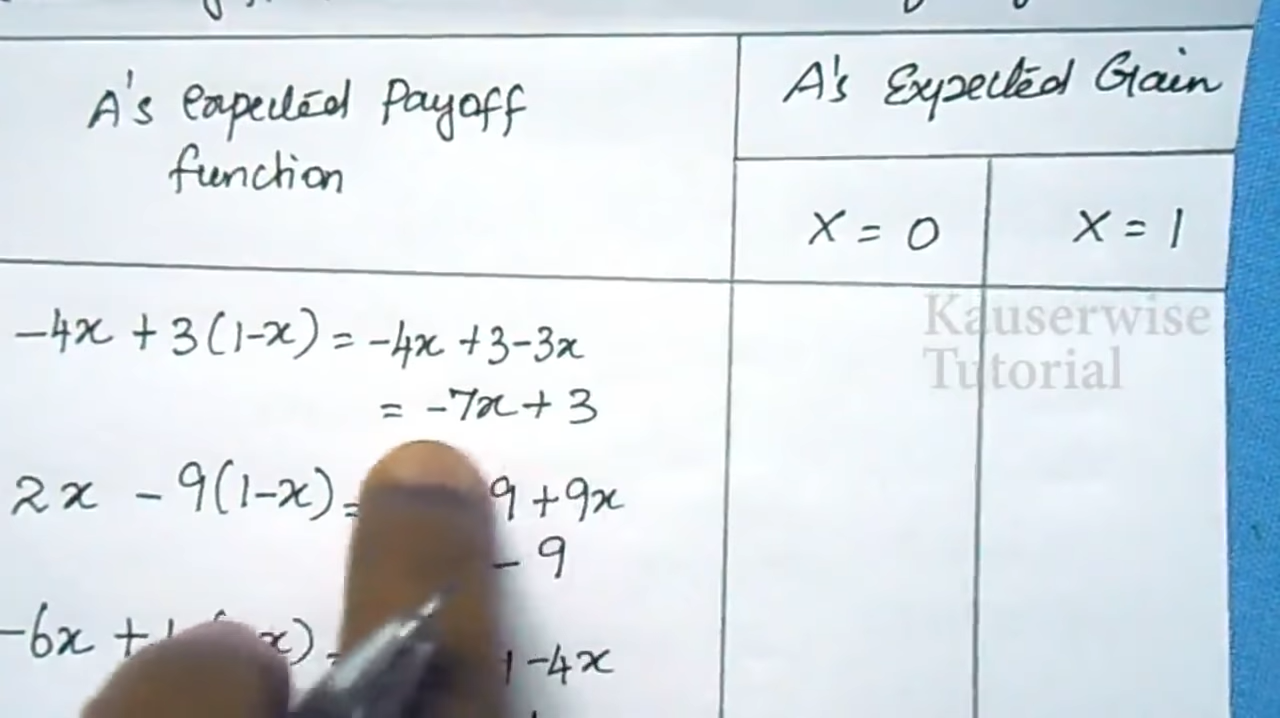 A's expected Payoff
function
A's Expected Gain
X = 0
X = 1
Kauserwise
Tutorial
-4x + 3(1-x) = -4x +3-3x
= -7x + 3
2x - 9(1-x) = 9 +9x
- 9
-6x + x) -4x